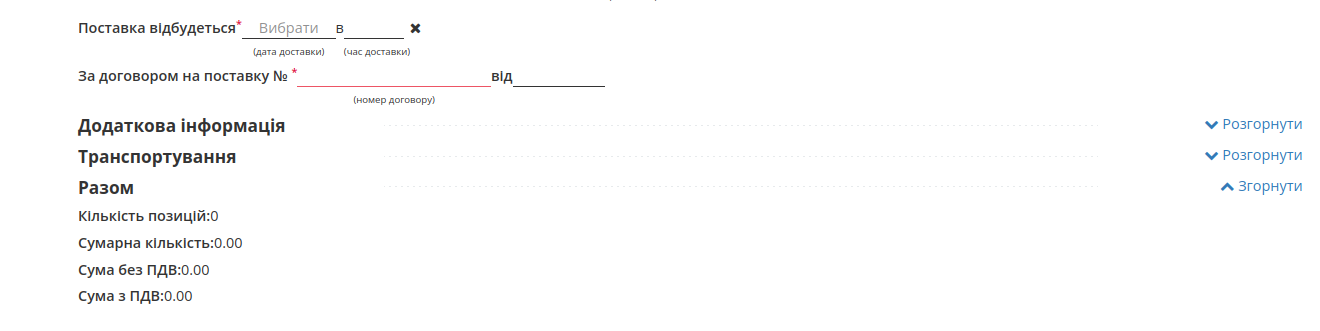 Поставка відбудеться* Вибрати в ✖
(дата доставки) (час доставки)
За договором на поставку № * від
(номер договору)
Додаткова інформація Розгорнути
Транспортування Розгорнути
Разом Згорнути
Кількість позицій:0
Сумарна кількість:0.00
Сума без ПДВ:0.00
Сума з ПДВ:0.00